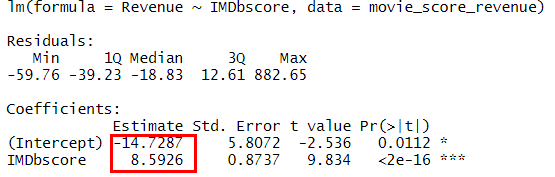 lm(formula = Revenue ~ IMDbscore, data = movie_score_revenue)
Residuals:
Min 1Q Median 3Q Max
-59.76 -39.23 -18.83 12.61 882.65
Coefficients:
Estimate Std. Error t value Pr(>|t|)
(Intercept) -14.7287 5.8072 -2.536 0.0112 *
IMDbscore 8.5926 0.8737 9.834 <2e-16 ***